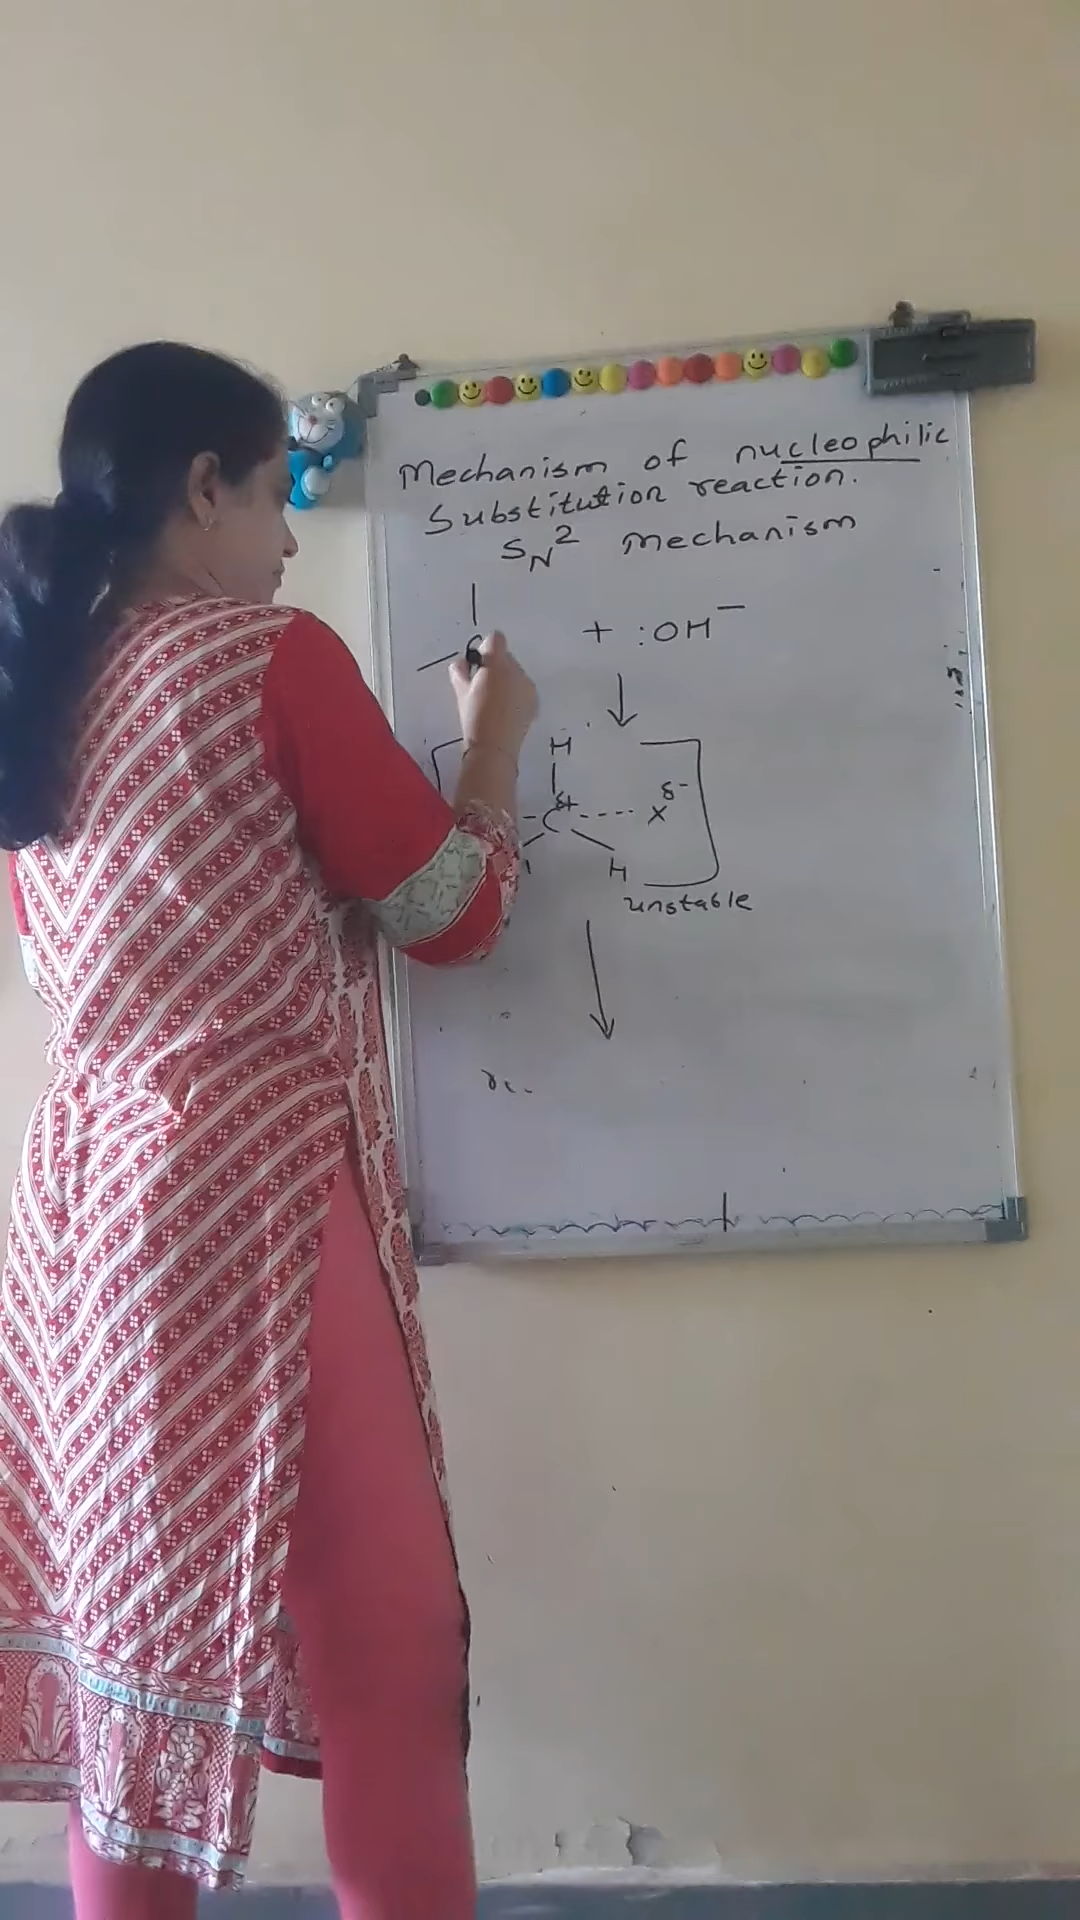 Mechanism of nucleophilic
Substitution reaction.
SN2 Mechanism
C + :OH−
H
δ+
C ---- X δ−
H
unstable